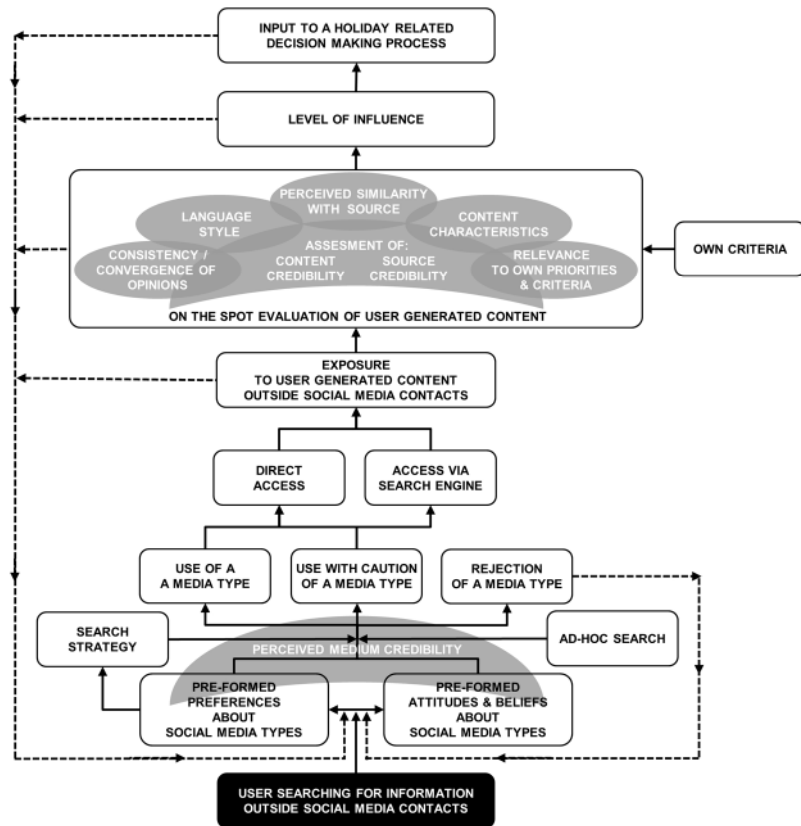 INPUT TO A HOLIDAY RELATED
DECISION MAKING PROCESS
LEVEL OF INFLUENCE
PERCEIVED SIMILARITY
WITH SOURCE
LANGUAGE
STYLE
CONTENT
CHARACTERISTICS
CONSISTENCY /
CONVERGENCE OF
OPINIONS
ASSESMENT OF:
CONTENT
CREDIBILITY
SOURCE
CREDIBILITY
RELEVANCE
TO OWN PRIORITIES
& CRITERIA
ON THE SPOT EVALUATION OF USER GENERATED CONTENT
OWN CRITERIA
EXPOSURE
TO USER GENERATED CONTENT
OUTSIDE SOCIAL MEDIA CONTACTS
DIRECT
ACCESS
ACCESS VIA
SEARCH ENGINE
USE OF A
A MEDIA TYPE
USE WITH CAUTION
OF A MEDIA TYPE
REJECTION
OF A MEDIA TYPE
SEARCH
STRATEGY
AD-HOC SEARCH
PERCEIVED MEDIUM CREDIBILITY
PRE-FORMED
PREFERENCES
ABOUT
SOCIAL MEDIA TYPES
PRE-FORMED
ATTITUDES & BELIEFS
ABOUT
SOCIAL MEDIA TYPES
USER SEARCHING FOR INFORMATION
OUTSIDE SOCIAL MEDIA CONTACTS